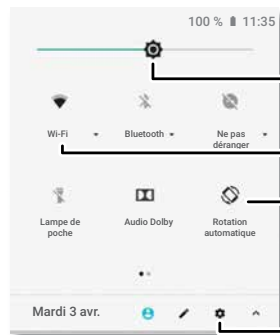 100 % 11:35
Wi-Fi Bluetooth Ne pas déranger
Lampe de poche Audio Dolby Rotation automatique
Mardi 3 avr.